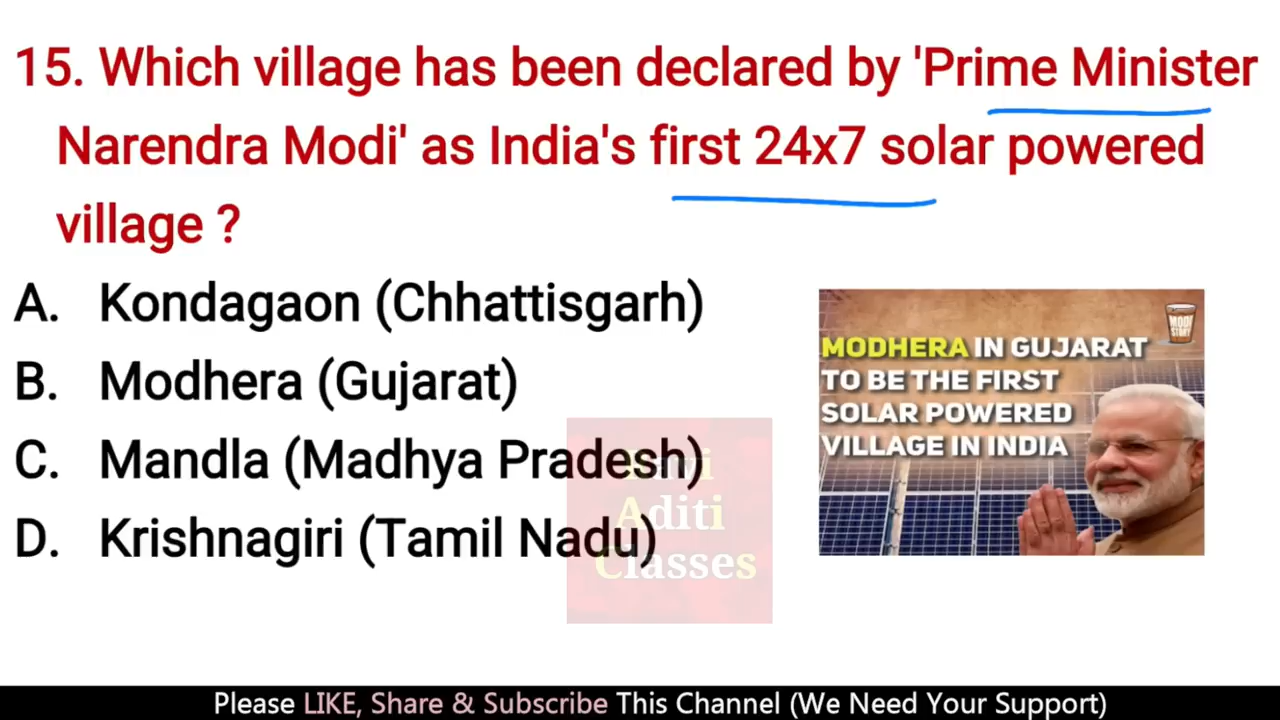 15. Which village has been declared by 'Prime Minister
Narendra Modi' as India's first 24x7 solar powered
village ?
A. Kondagaon (Chhattisgarh)
B. Modhera (Gujarat)
C. Mandla (Madhya Pradesh)
D. Krishnagiri (Tamil Nadu)
MODI
STORY
MODHERA IN GUJARAT
TO BE THE FIRST
SOLAR POWERED
VILLAGE IN INDIA
Aditi
Classes
Please LIKE, Share & Subscribe This Channel (We Need Your Support)